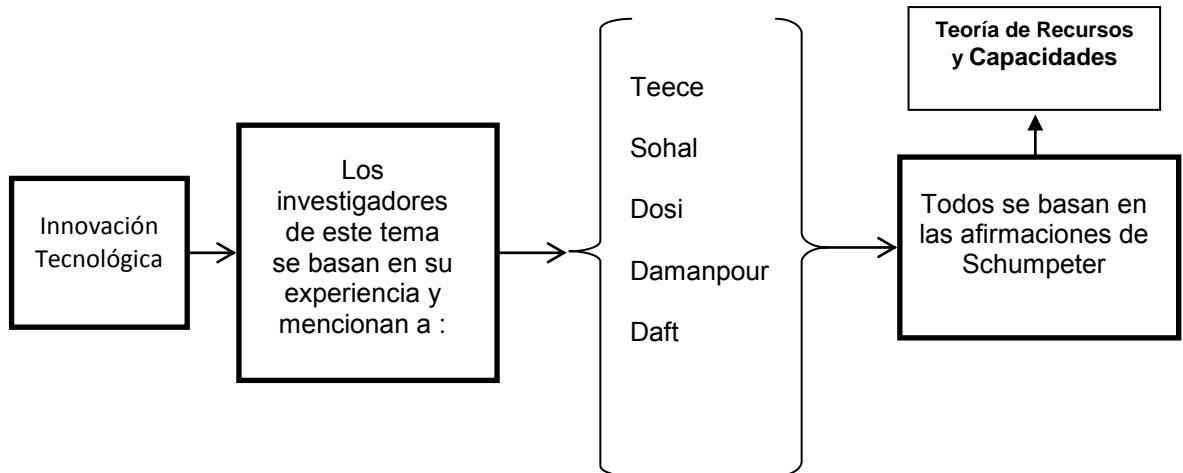 Innovación
Tecnológica
Los
investigadores
de este tema
se basan en su
experiencia y
mencionan a :
Teece
Sohal
Dosi
Damanpour
Daft
Teoría de Recursos
y Capacidades
Todos se basan en
las afirmaciones de
Schumpeter